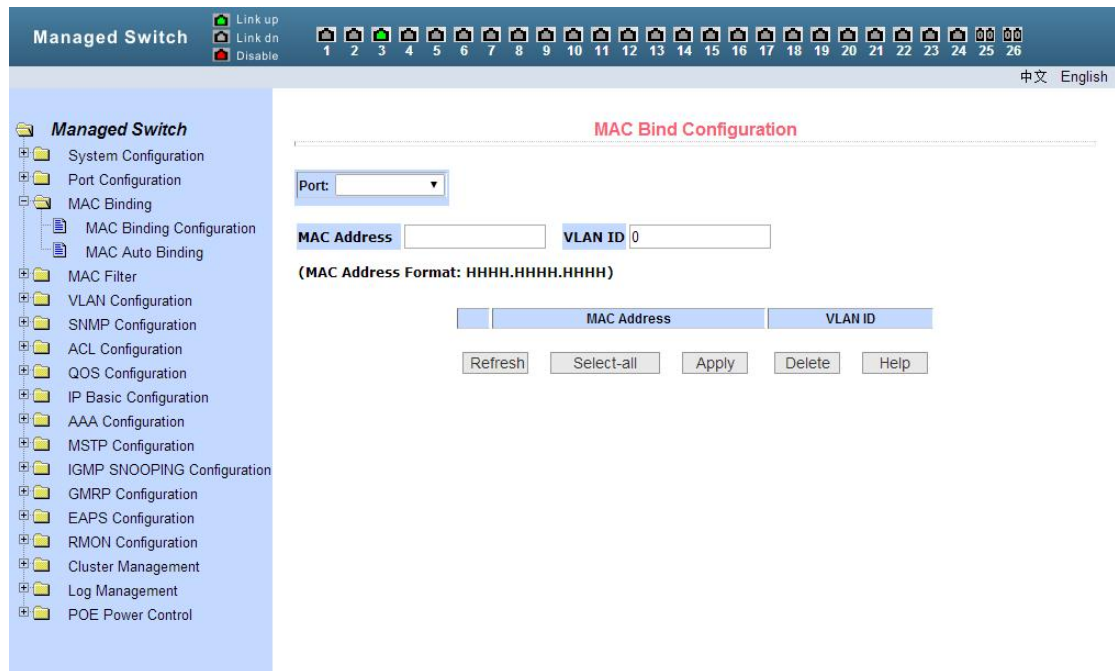 Managed Switch
Link up
Link dn
Disable
1 2 3 4 5 6 7 8 9 10 11 12 13 14 15 16 17 18 19 20 21 22 23 24 25 26
中文 English
Managed Switch
System Configuration
Port Configuration
MAC Binding
MAC Binding Configuration
MAC Auto Binding
MAC Filter
VLAN Configuration
SNMP Configuration
ACL Configuration
QOS Configuration
IP Basic Configuration
AAA Configuration
MSTP Configuration
IGMP SNOOPING Configuration
GMRP Configuration
EAPS Configuration
RMON Configuration
Cluster Management
Log Management
POE Power Control
MAC Bind Configuration
Port:
MAC Address VLAN ID 0
(MAC Address Format: HHHH.HHHH.HHHH)
MAC Address VLAN ID
Refresh Select-all Apply Delete Help